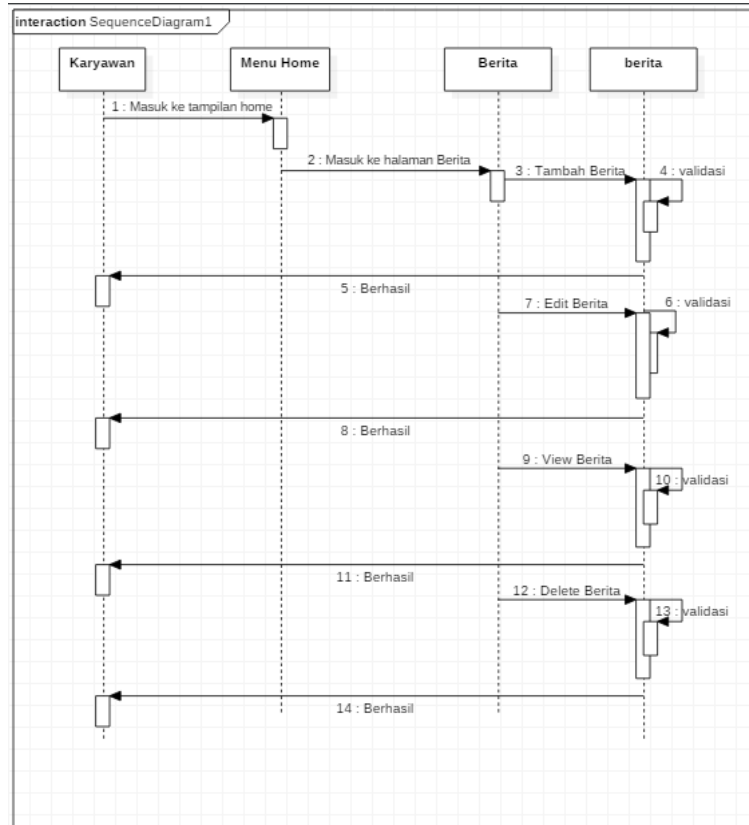 interaction SequenceDiagram1
Karyawan
Menu Home
Berita
berita
1 : Masuk ke tampilan home
2 : Masuk ke halaman Berita
3 : Tambah Berita
4 : validasi
5 : Berhasil
6 : validasi
7 : Edit Berita
8 : Berhasil
9 : View Berita
10 : validasi
11 : Berhasil
12 : Delete Berita
13 : validasi
14 : Berhasil